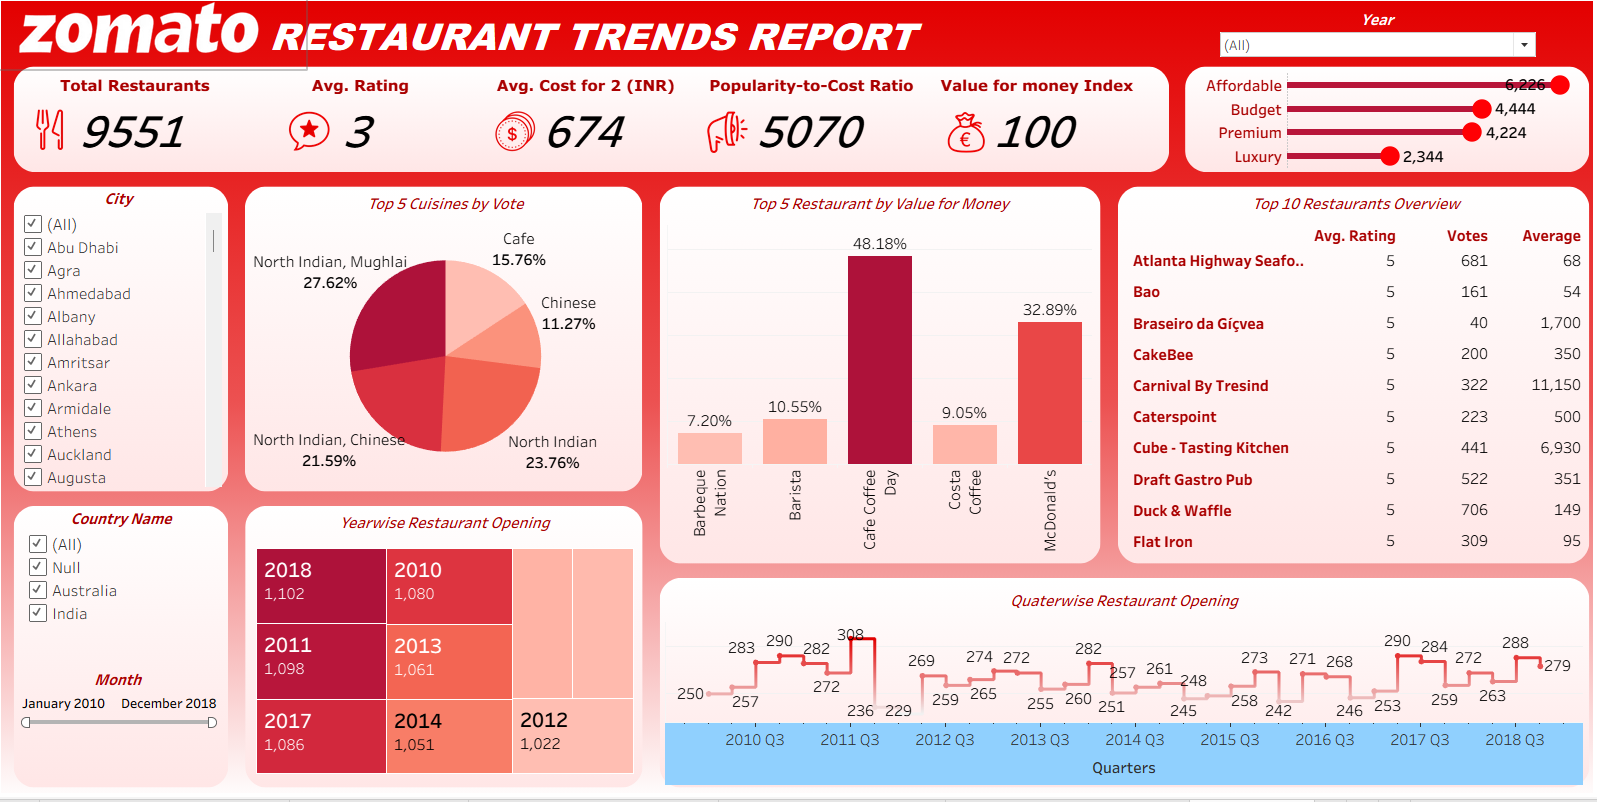 zomato RESTAURANT TRENDS REPORT
Year
(All)
Total Restaurants
9551
Avg. Rating
3
Avg. Cost for 2 (INR)
$
674
Popularity-to-Cost Ratio
5070
Value for money Index
€
100
Affordable 6,226
Budget 4,444
Premium 4,224
Luxury 2,344
City
(All)
Abu Dhabi
Agra
Ahmedabad
Albany
Allahabad
Amritsar
Ankara
Armidale
Athens
Auckland
Augusta
Top 5 Cuisines by Vote
Cafe
15.76%
North Indian, Mughlai
27.62%
Chinese
11.27%
North Indian, Chinese
21.59%
North Indian
23.76%
Top 5 Restaurant by Value for Money
48.18%
32.89%
10.55%
9.05%
7.20%
Barbeque
Nation
Barista
Cafe Coffee
Day
Costa
Coffee
McDonald's
Top 10 Restaurants Overview
Avg. Rating Votes Average
Atlanta Highway Seafo.. 5 681 68
Bao 5 161 54
Braseiro da Gíçvea 5 40 1,700
CakeBee 5 200 350
Carnival By Tresind 5 322 11,150
Caterspoint 5 223 500
Cube - Tasting Kitchen 5 441 6,930
Draft Gastro Pub 5 522 351
Duck & Waffle 5 706 149
Flat Iron 5 309 95
Country Name
(All)
Null
Australia
India
Month
January 2010 December 2018
Yearwise Restaurant Opening
2018
1,102
2011
1,098
2017
1,086
2010
1,080
2013
1,061
2014
1,051
2012
1,022
Quaterwise Restaurant Opening
250 257 283 290 282 272 308 236 229 269 259 274 265 272 255 260 282 251 257 261 245 248 258 273 242 271 268 246 253 290 284 259 272 263 288 279
2010 Q3 2011 Q3 2012 Q3 2013 Q3 2014 Q3 2015 Q3 2016 Q3 2017 Q3 2018 Q3
Quarters